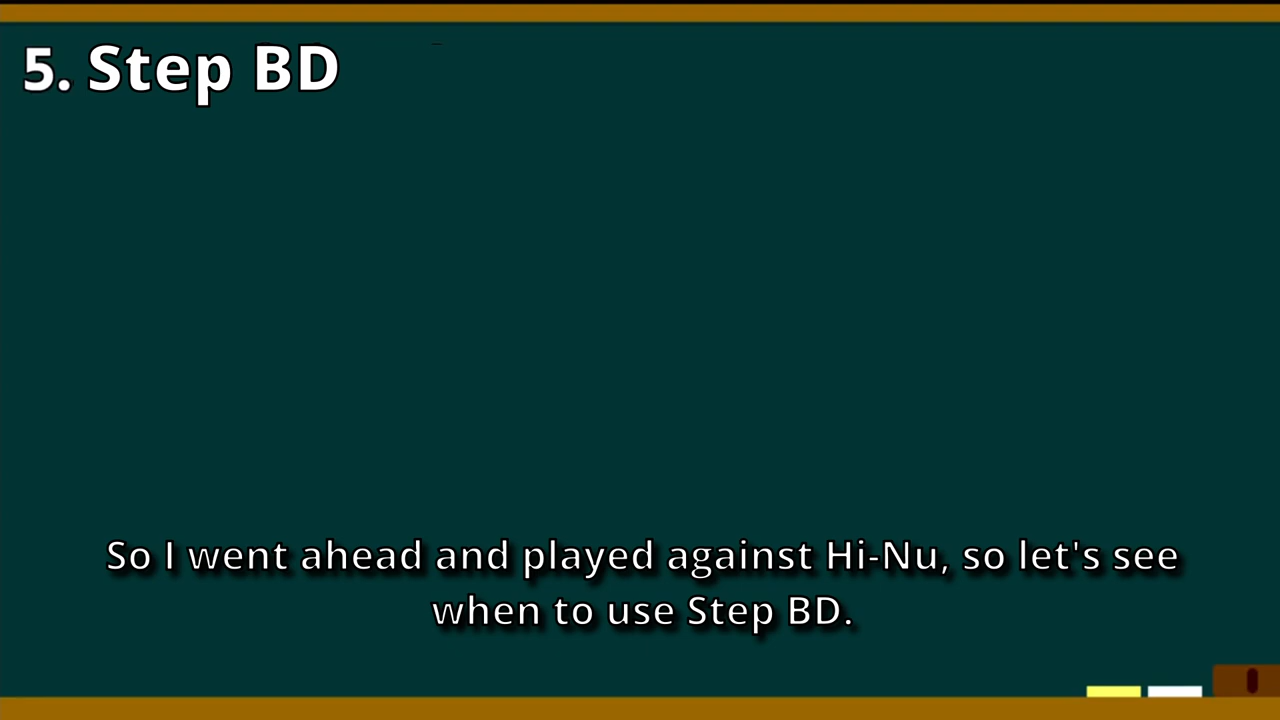 5. Step BD
So I went ahead and played against Hi-Nu, so let's see
when to use Step BD.